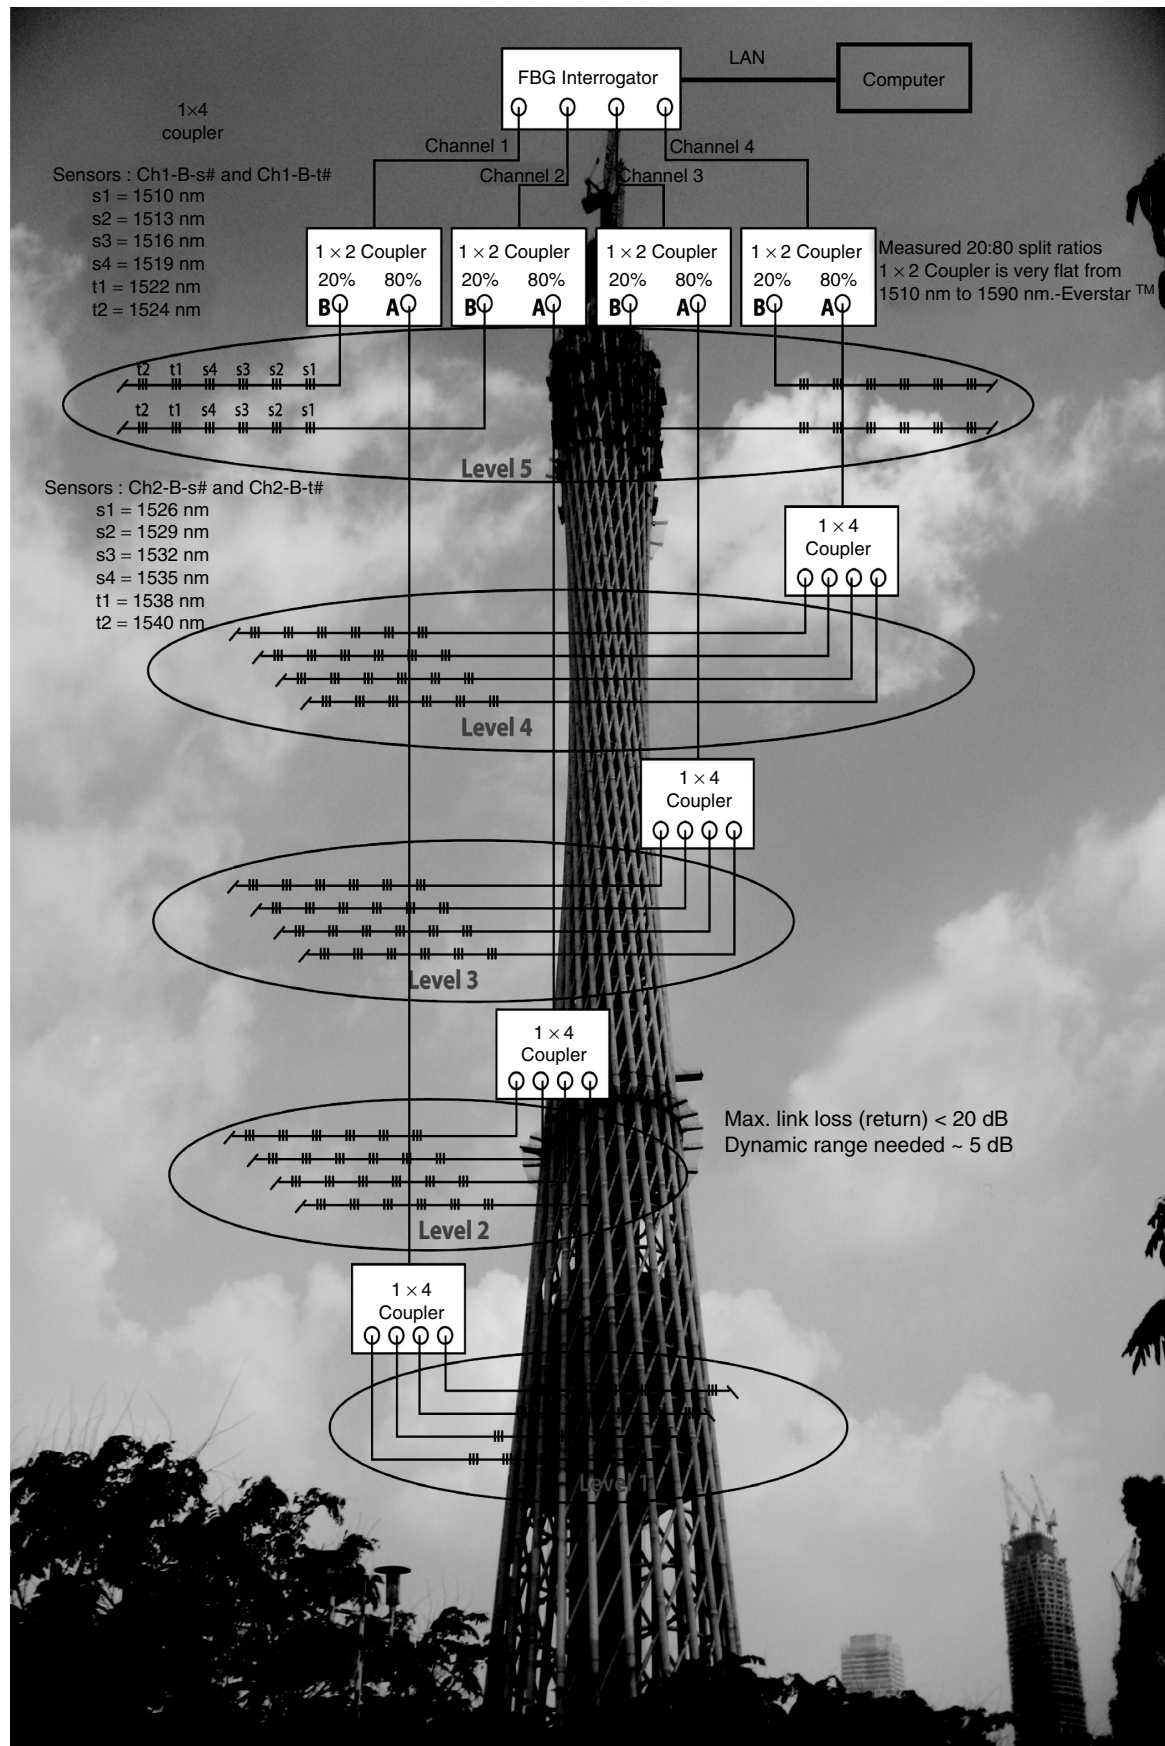 LAN
FBG Interrogator
Computer
1×4
coupler
Channel 1
Channel 4
Channel 2
Channel 3
Sensors : Ch1-B-s# and Ch1-B-t#
s1 = 1510 nm
s2 = 1513 nm
s3 = 1516 nm
s4 = 1519 nm
t1 = 1522 nm
t2 = 1524 nm
1 × 2 Coupler
20% 80%
B A
1 × 2 Coupler
20% 80%
B A
1 × 2 Coupler
20% 80%
B A
1 × 2 Coupler
20% 80%
B A
Measured 20:80 split ratios
1 × 2 Coupler is very flat from
1510 nm to 1590 nm.-Everstar TM
t2 t1 s4 s3 s2 s1
t2 t1 s4 s3 s2 s1
Level 5
Sensors : Ch2-B-s# and Ch2-B-t#
s1 = 1526 nm
s2 = 1529 nm
s3 = 1532 nm
s4 = 1535 nm
t1 = 1538 nm
t2 = 1540 nm
1 × 4
Coupler
Level 4
1 × 4
Coupler
Level 3
1 × 4
Coupler
Max. link loss (return) < 20 dB
Dynamic range needed ~ 5 dB
Level 2
1 × 4
Coupler
Level 1